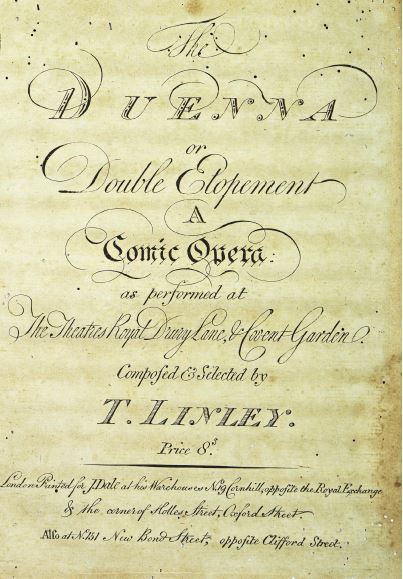 The
DUENNA
or
Double Elopement
A
Comic Opera:
as performed at
The Theatres Royal Drury Lane, & Covent Garden.
Composed & Selected by
T. LINLEY.
Price 8.s
London Printed for J. Dale at his Warehouses No. 19 Cornhill, opposite the Royal Exchange
& the corner of Holles Street, Oxford Street.
Also at No. 151 New Bond Street, opposite Clifford Street.